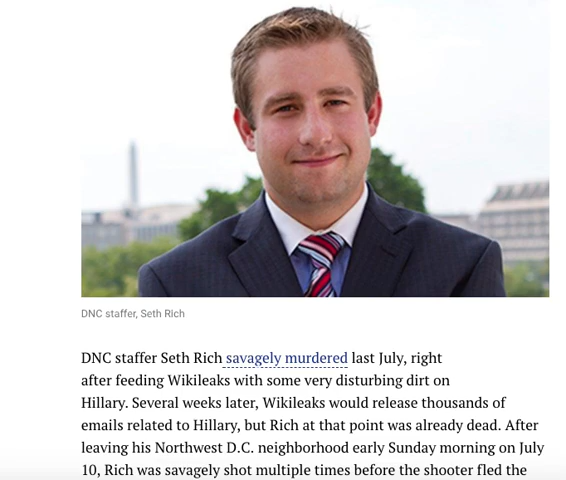 DNC staffer, Seth Rich
DNC staffer Seth Rich savagely murdered last July, right
after feeding Wikileaks with some very disturbing dirt on
Hillary. Several weeks later, Wikileaks would release thousands of
emails related to Hillary, but Rich at that point was already dead. After
leaving his Northwest D.C. neighborhood early Sunday morning on July
10, Rich was savagely shot multiple times before the shooter fled the